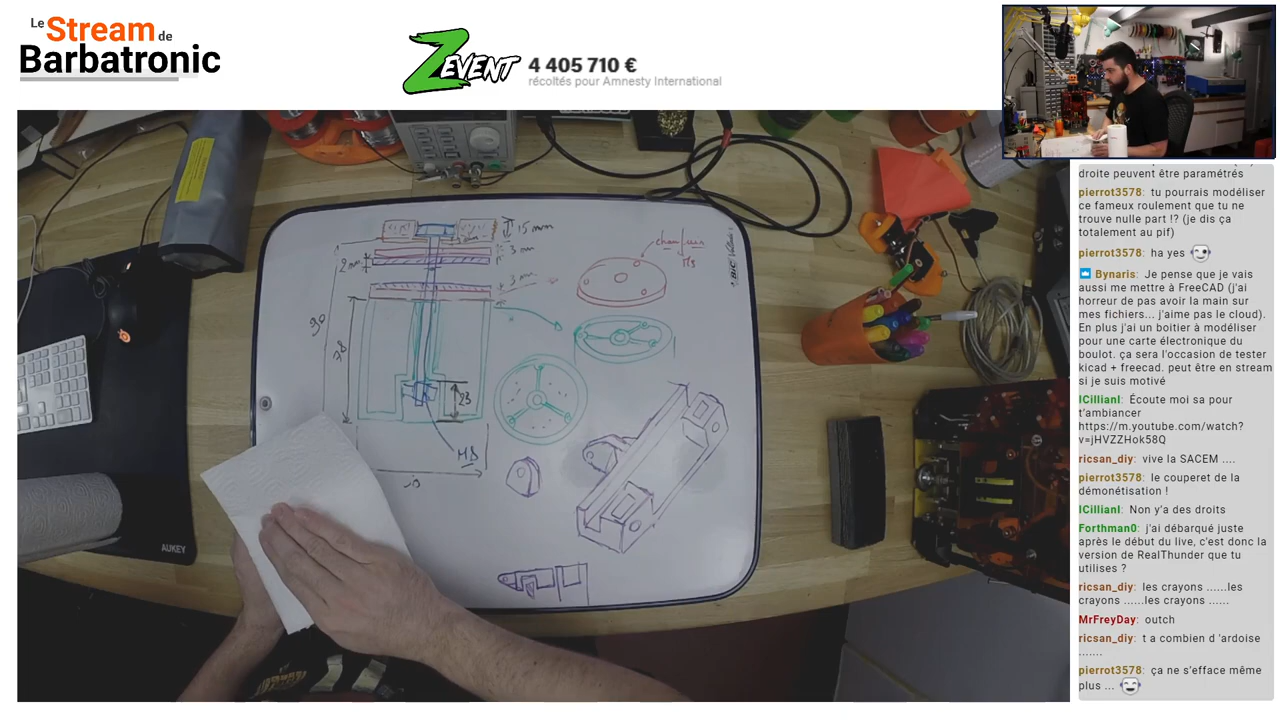 Le Stream de
Barbatronic
ZEVENT
4 405 710 €
récoltés pour Amnesty International
droite peuvent être paramétrés
pierrot3578: tu pourrais modéliser
ce fameux roulement que tu ne
trouve nulle part !? (je dis ça
totalement au pif)
pierrot3578: ha yes
Bynaris: Je pense que je vais
aussi me mettre à FreeCAD (j'ai
horreur de pas avoir la main sur
mes fichiers... j'aime pas le cloud).
En plus j'ai un boitier à modéliser
pour une carte électronique du
boulot. ça sera l'occasion de tester
kicad + freecad. peut être en stream
si je suis motivé
ICillianI: Écoute moi sa pour
t'ambiancer
https://m.youtube.com/watch?
v=jHVZZHok58Q
ricsan_diy: vive la SACEM ....
pierrot3578: le couperet de la
démonétisation !
ICillianI: Non y'a des droits
Forthman0: j'ai débarqué juste
après le début du live, c'est donc la
version de RealThunder que tu
utilises ?
ricsan_diy: les crayons ......les
crayons ......les crayons ......
MrFreyDay: outch
ricsan_diy: t a combien d 'ardoise
.......
pierrot3578: ça ne s'efface même
plus ...
15 mm
3 mm
2 mm
3 mm
90
78
23
M8
BIC
AUKEY